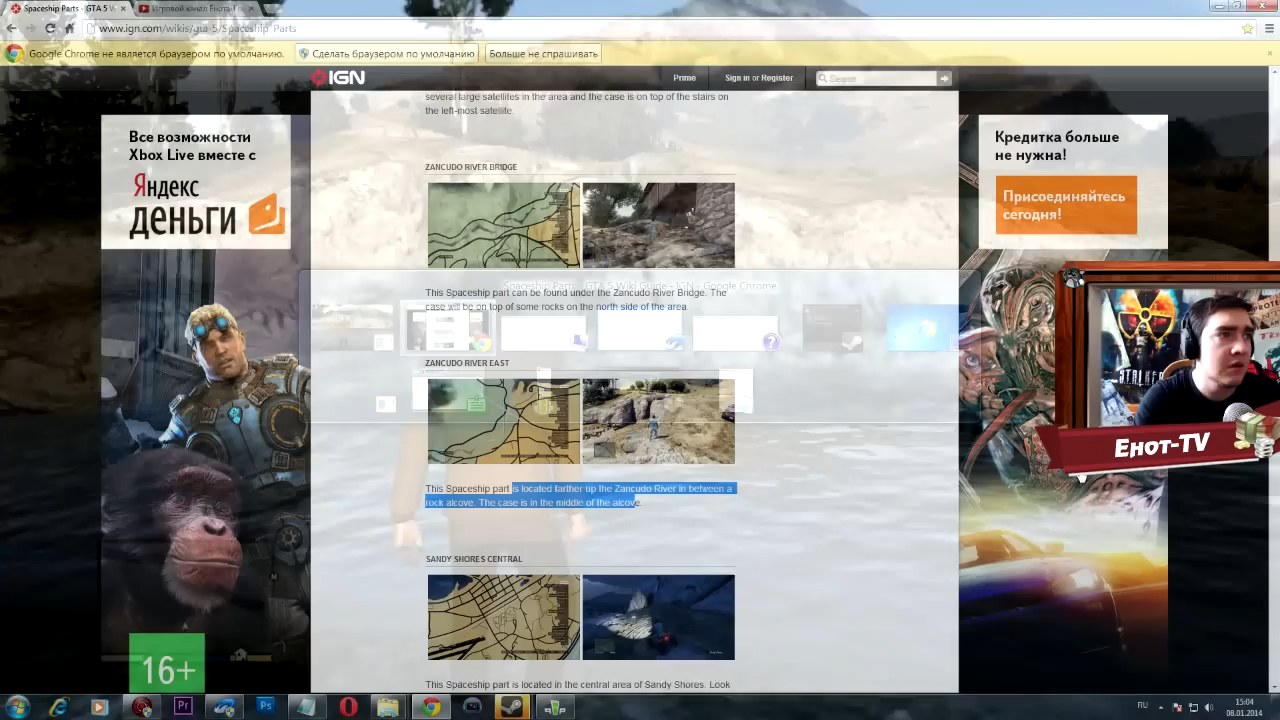 Spaceship Parts - GTA 5 W
Игровой канал Енота-Г
www.ign.com/wikis/gta-5/Spaceship_Parts
Google Chrome не является браузером по умолчанию.
Сделать браузером по умолчанию
Больше не спрашивать
IGN
Prime
Sign in or Register
Search
several large satellites in the area and the case is on top of the stairs on
the left-most satellite.
Все возможности
Xbox Live вместе с
Яндекс
деньги
Кредитка больше
не нужна!
Присоединяйтесь
сегодня!
ZANCUDO RIVER BRIDGE
Spaceship Parts - GTA 5 Wiki Guide - IGN - Google Chrome
This Spaceship part can be found under the Zancudo River Bridge. The
case will be on top of some rocks on the north side of the area.
ZANCUDO RIVER EAST
S.T.A.L.K.E.R
Енот-TV
This Spaceship part is located farther up the Zancudo River in between a
rock alcove. The case is in the middle of the alcove.
SANDY SHORES CENTRAL
N
16+
This Spaceship part is located in the central area of Sandy Shores. Look
Pr
Ps
RU
15:04
08.01.2014